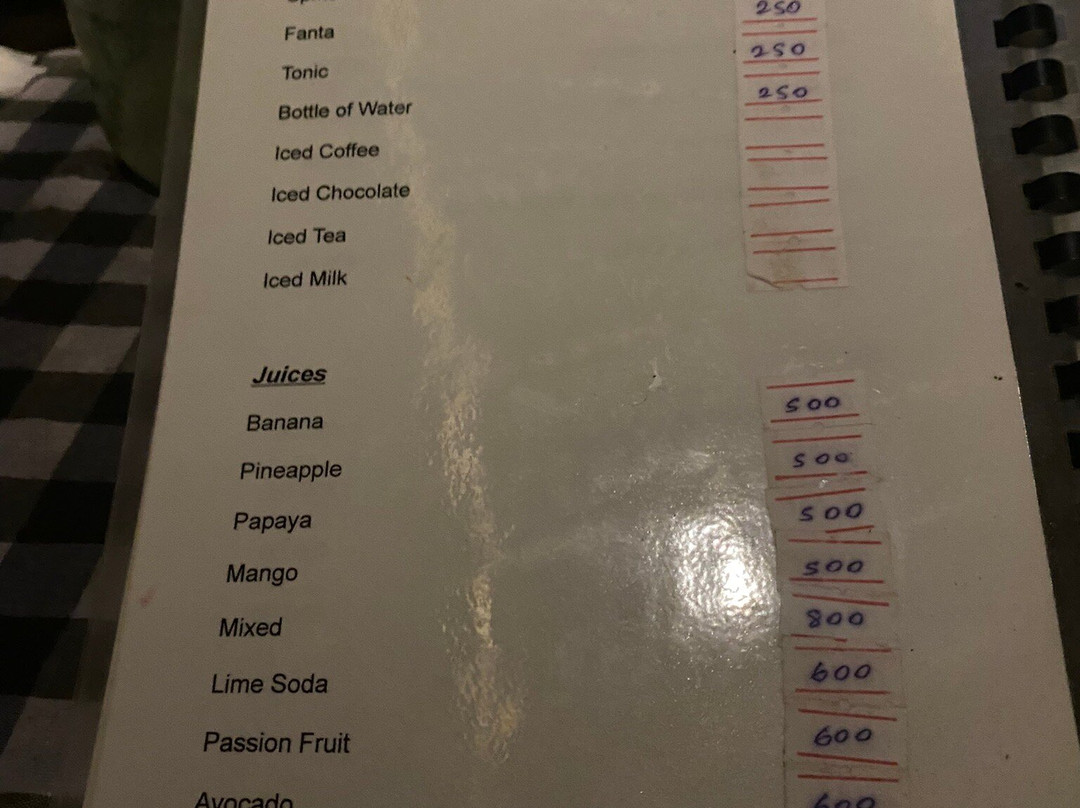 Fanta 250
Tonic 250
Bottle of Water 250
Iced Coffee
Iced Chocolate
Iced Tea
Iced Milk
Juices
Banana 500
Pineapple 500
Papaya 500
Mango 500
Mixed 800
Lime Soda 600
Passion Fruit 600
Avocado 600